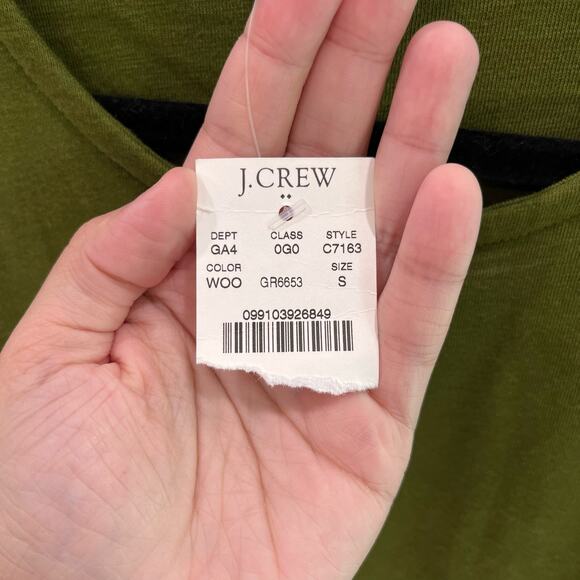 J.CREW
DEPT CLASS STYLE
GA4 0G0 C7163
COLOR SIZE
WOO GR6653 S
099103926849